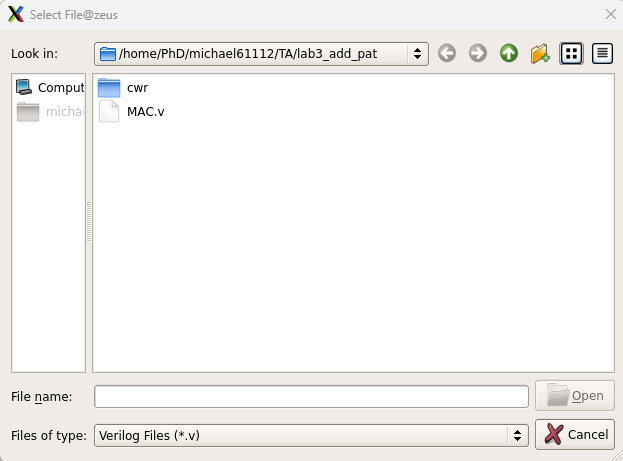 Select File@zeus
Look in:
/home/PhD/michael61112/TA/lab3_add_pat
Comput
micha
cwr
MAC.v
File name:
Open
Files of type:
Verilog Files (*.v)
Cancel